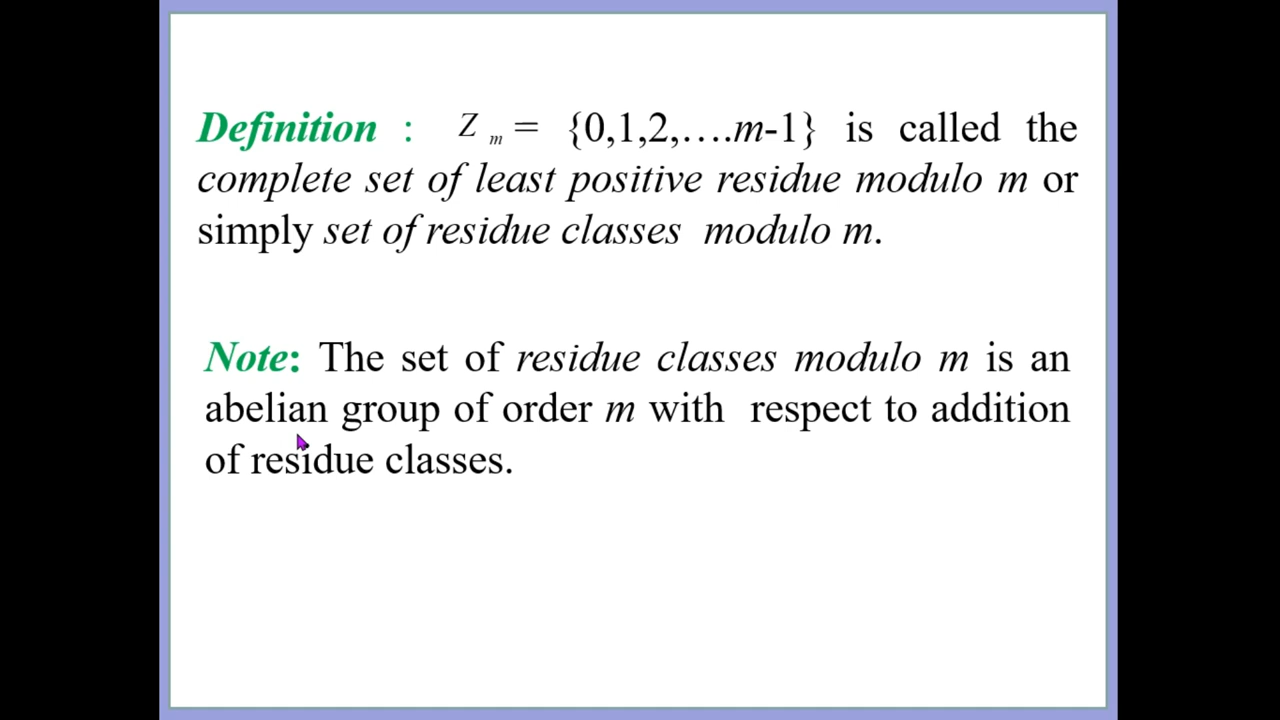 Definition : Z m = {0,1,2,….m-1} is called the
complete set of least positive residue modulo m or
simply set of residue classes modulo m.
Note: The set of residue classes modulo m is an
abelian group of order m with respect to addition
of residue classes.